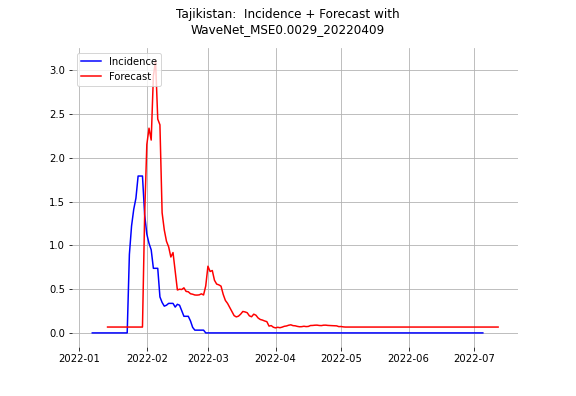 Tajikistan:  Incidence + Forecast with
WaveNet_MSE0.0029_20220409
Incidence
Forecast
3.0
2.5
2.0
1.5
1.0
0.5
0.0
2022-01 2022-02 2022-03 2022-04 2022-05 2022-06 2022-07